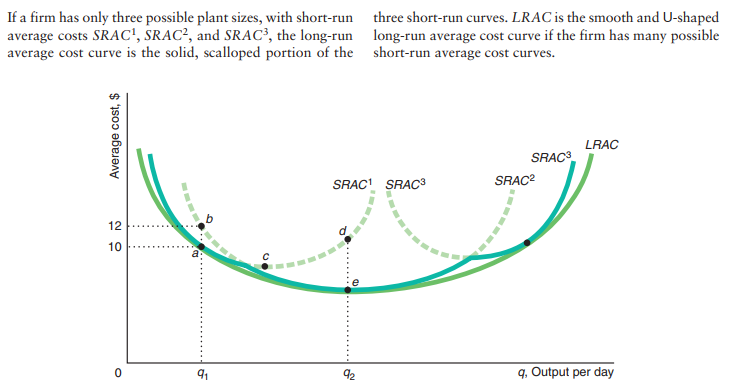 If a firm has only three possible plant sizes, with short-run
average costs SRAC¹, SRAC², and SRAC³, the long-run
average cost curve is the solid, scalloped portion of the
three short-run curves. LRAC is the smooth and U-shaped
long-run average cost curve if the firm has many possible
short-run average cost curves.
Average cost, $
LRAC
SRAC³
SRAC¹ SRAC³ SRAC²
b
12
d
10
a
c
e
0
q₁
q₂
q, Output per day